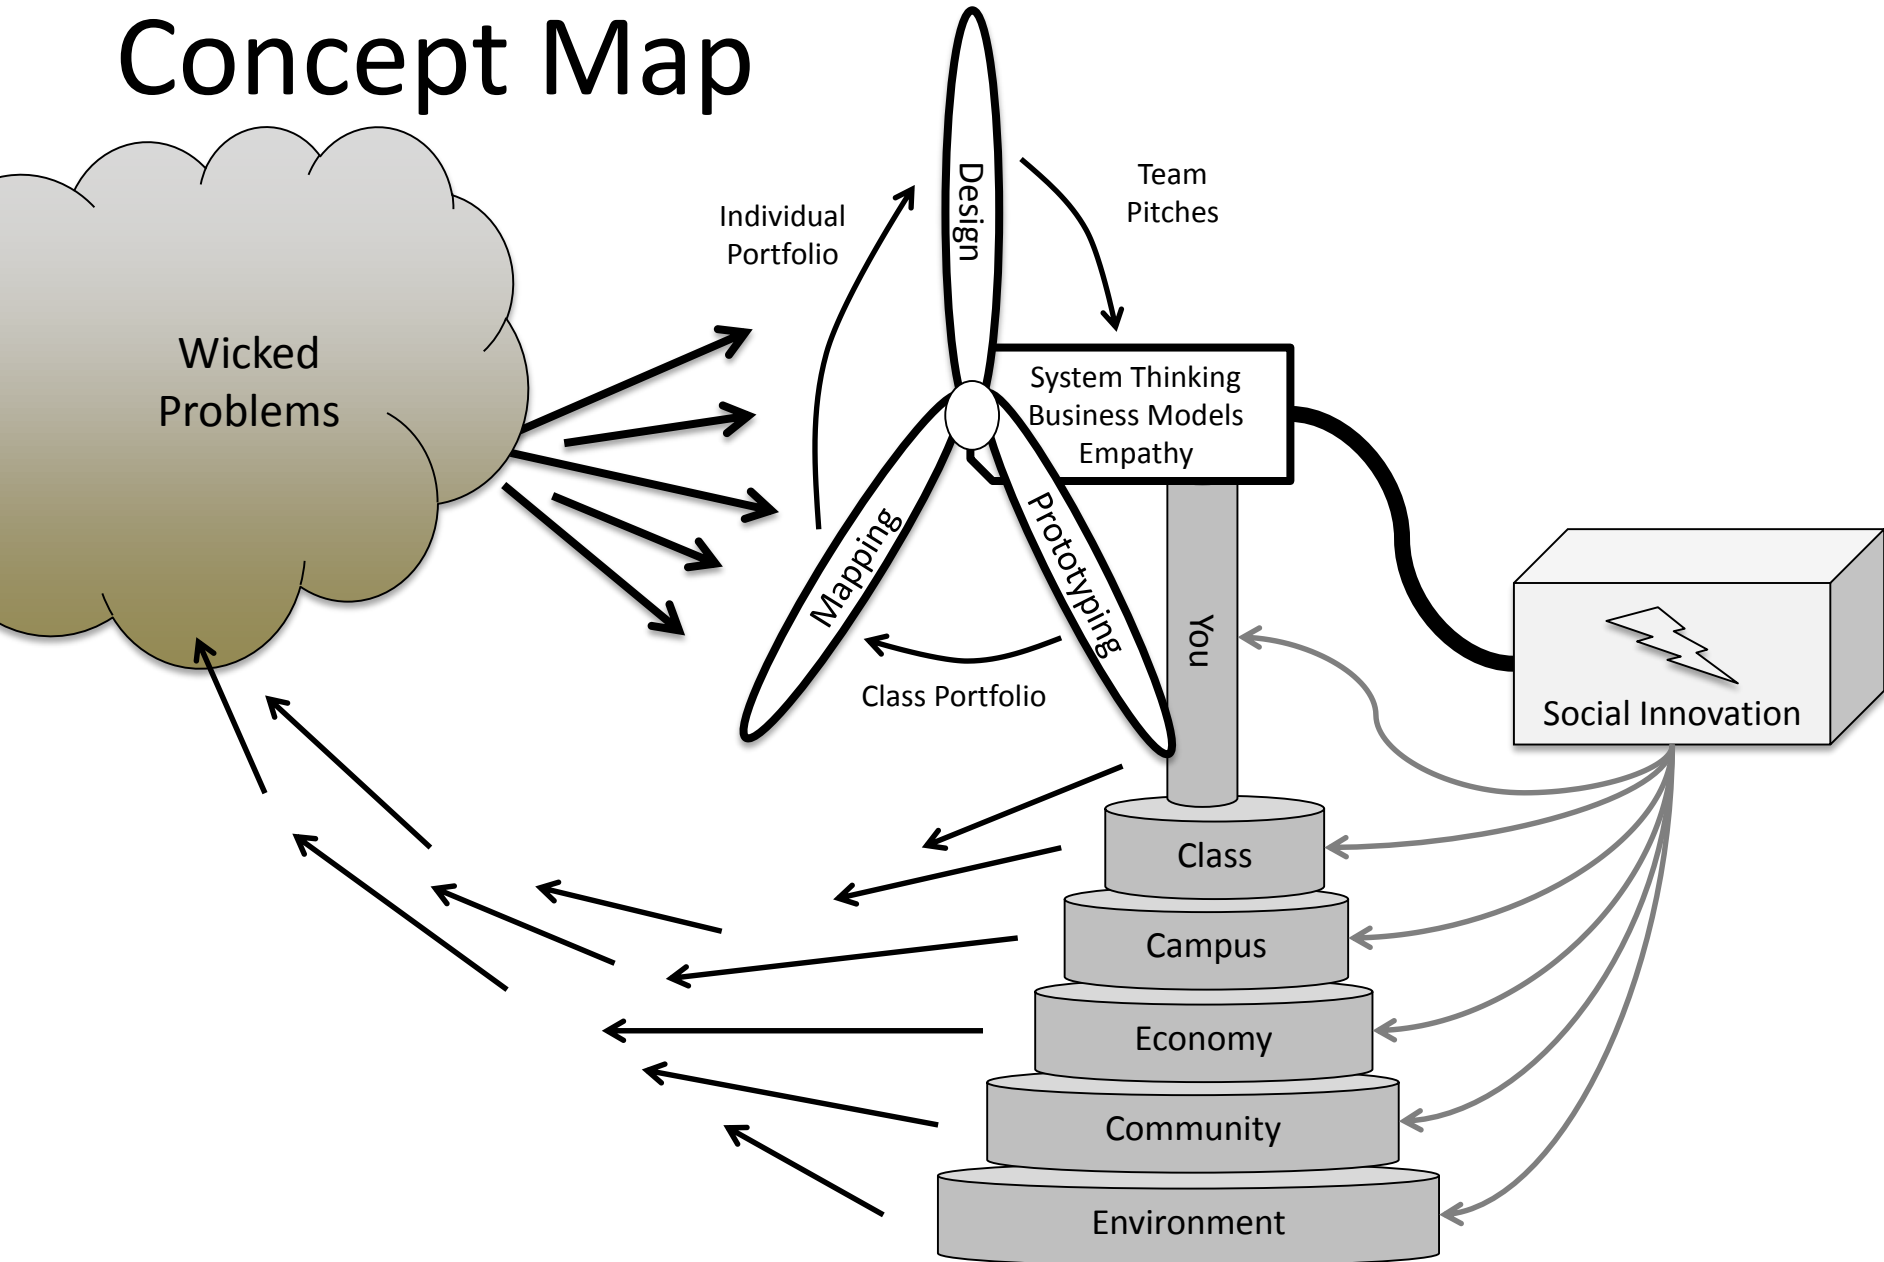 Concept Map
Wicked
Problems
Individual
Portfolio
Design
Team
Pitches
System Thinking
Business Models
Empathy
Mapping
Prototyping
Class Portfolio
You
Social Innovation
Class
Campus
Economy
Community
Environment